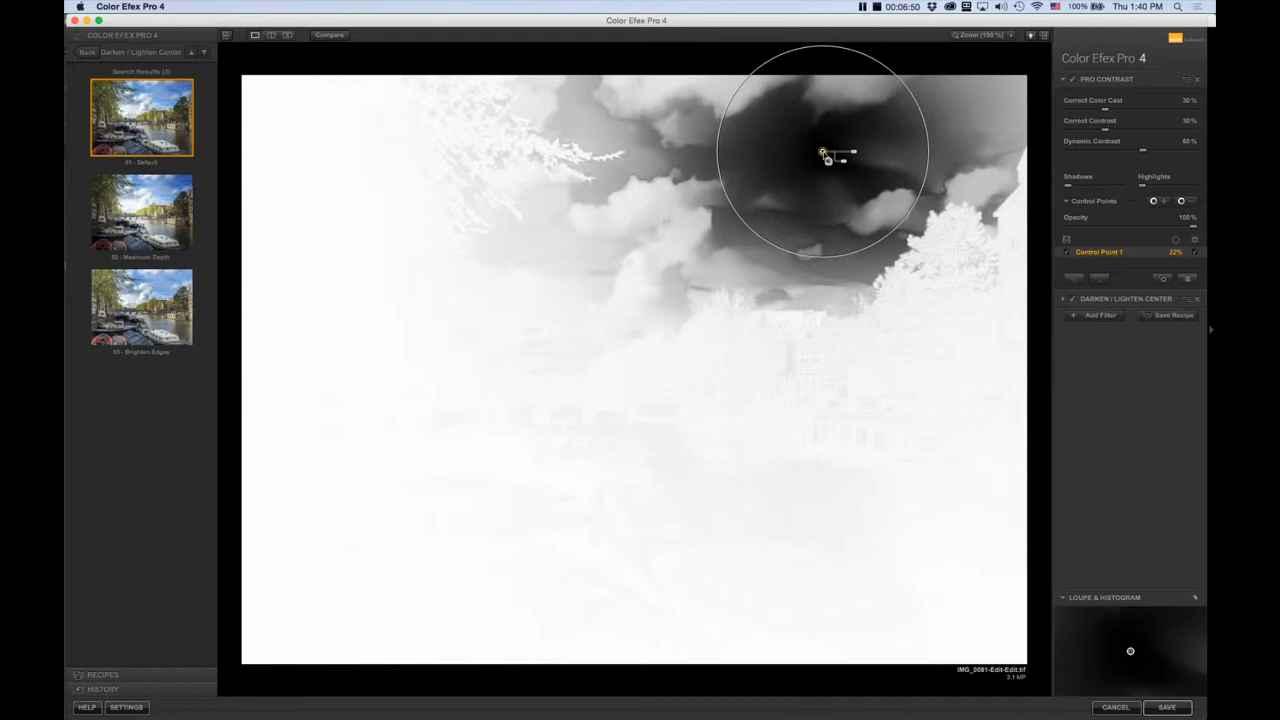 Color Efex Pro 4
00:06:50
100%
Thu 1:40 PM
Color Efex Pro 4
COLOR EFEX PRO 4
Compare
Zoom (100 %)
Back
Darken / Lighten Center
Search Results (3)
01 - Default
02 - Maximum Depth
03 - Brighten Edges
RECIPES
HISTORY
HELP
SETTINGS
IMG_0081-Edit-Edit.tif
3.1 MP
Color Efex Pro 4
PRO CONTRAST
Correct Color Cast 30 %
Correct Contrast 30 %
Dynamic Contrast 60 %
Shadows Highlights
Control Points
Opacity 100 %
Control Point 1 22%
DARKEN / LIGHTEN CENTER
Add Filter Save Recipe
LOUPE & HISTOGRAM
CANCEL SAVE